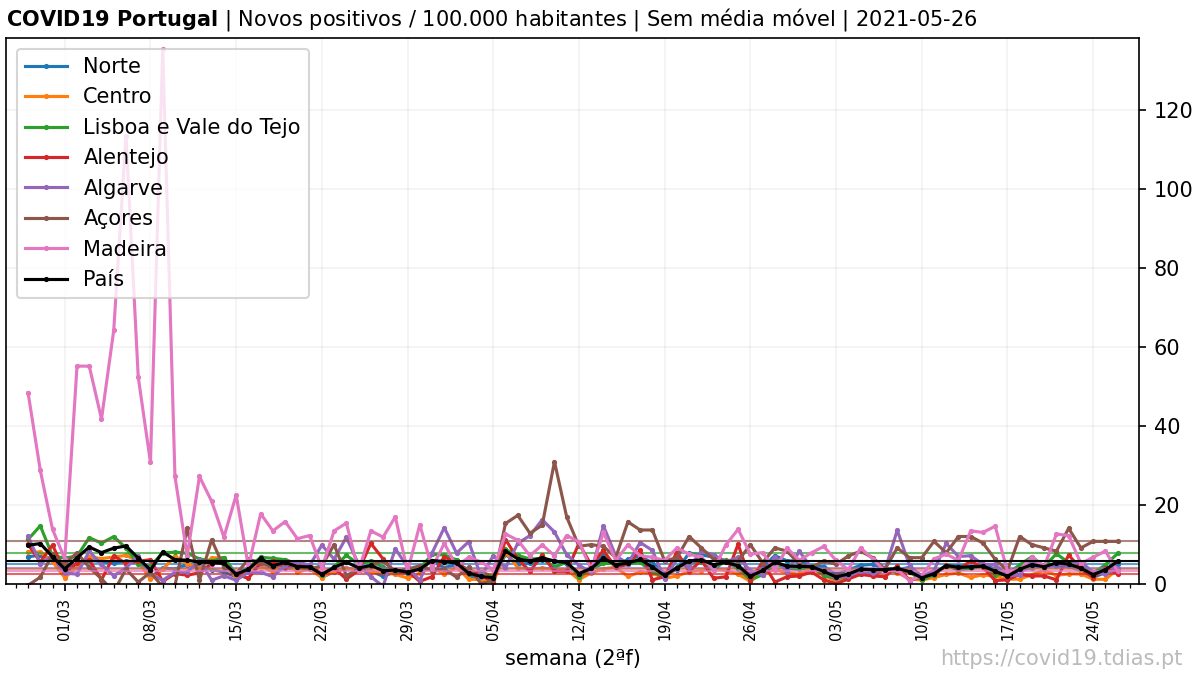 COVID19 Portugal | Novos positivos / 100.000 habitantes | Sem média móvel | 2021-05-26
Norte
Centro
Lisboa e Vale do Tejo
Alentejo
Algarve
Açores
Madeira
País
120
100
80
60
40
20
0
01/03
08/03
15/03
22/03
29/03
05/04
12/04
19/04
26/04
03/05
10/05
17/05
24/05
semana (2ªf)
https://covid19.tdias.pt